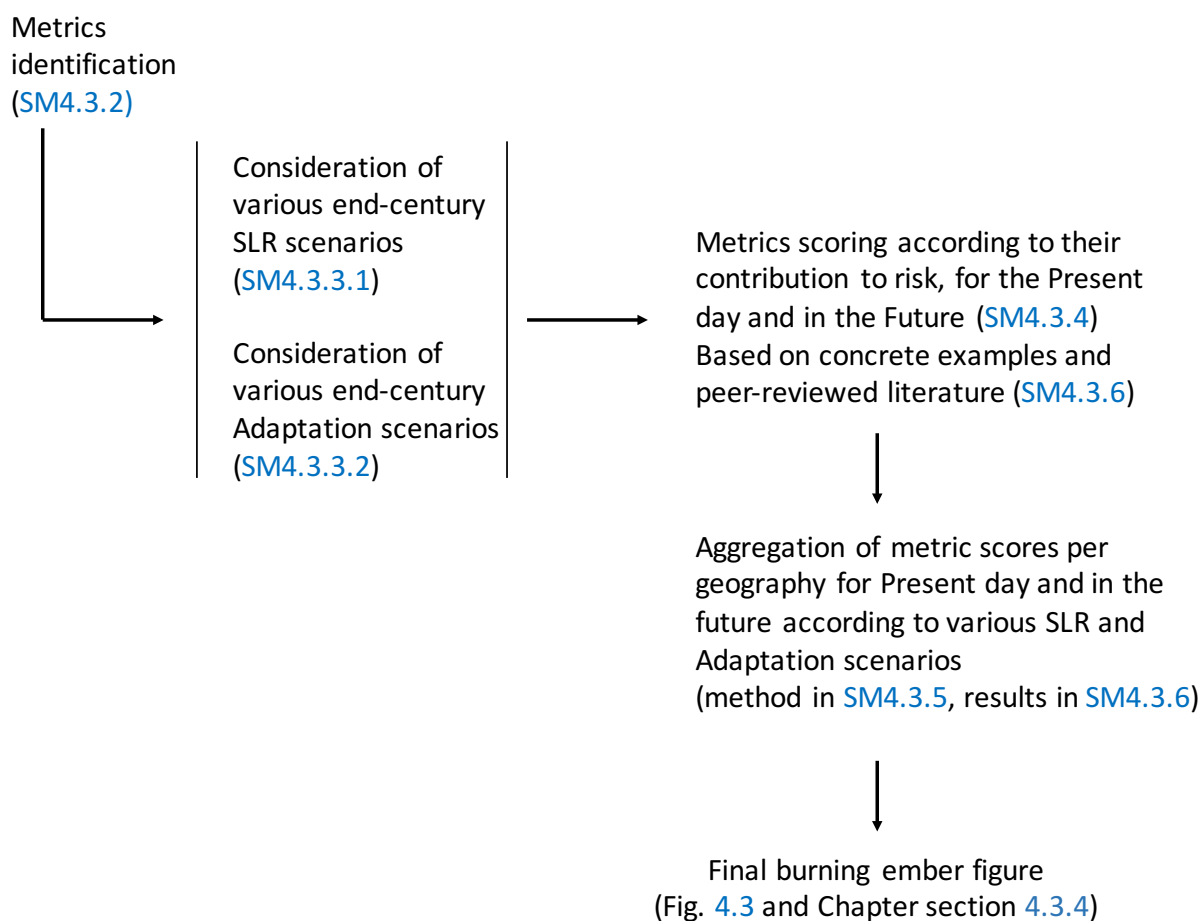 Metrics
identification
(SM4.3.2)
Consideration of
various end-century
SLR scenarios
(SM4.3.3.1)
Consideration of
various end-century
Adaptation scenarios
(SM4.3.3.2)
Metrics scoring according to their
contribution to risk, for the Present
day and in the Future (SM4.3.4)
Based on concrete examples and
peer-reviewed literature (SM4.3.6)
Aggregation of metric scores per
geography for Present day and in the
future according to various SLR and
Adaptation scenarios
(method in SM4.3.5, results in SM4.3.6)
Final burning ember figure
(Fig. 4.3 and Chapter section 4.3.4)